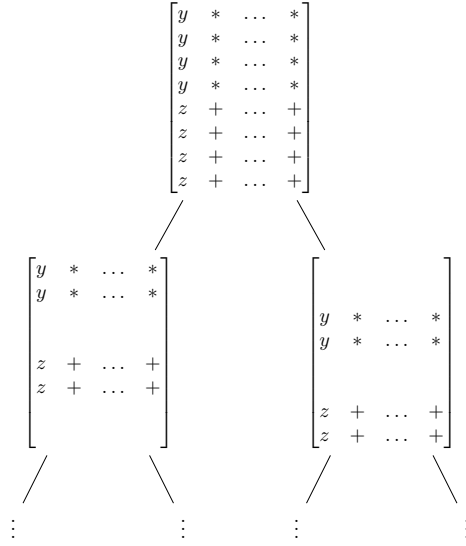 y * … *
y * … *
y * … *
y * … *
z + … +
z + … +
z + … +
z + … +
y * … *
y * … *
z + … +
z + … +
y * … *
y * … *
z + … +
z + … +
⋮ ⋮ ⋮ ⋮